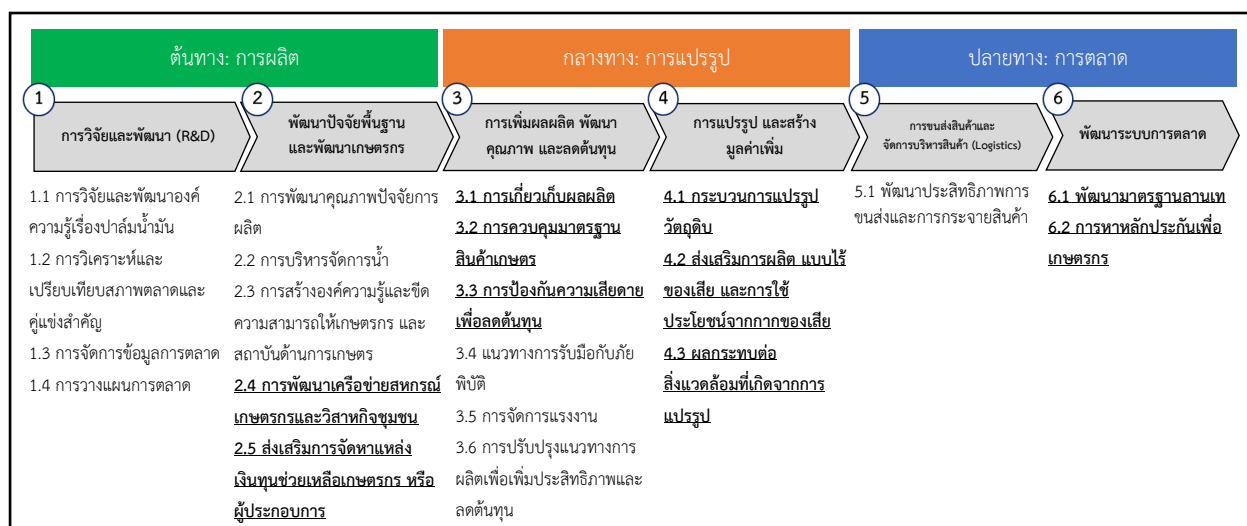 ต้นทาง: การผลิต
กลางทาง: การแปรรูป
ปลายทาง: การตลาด
1
การวิจัยและพัฒนา (R&D)
2
พัฒนาปัจจัยพื้นฐาน
และพัฒนาเกษตรกร
3
การเพิ่มผลผลิต พัฒนา
คุณภาพ และลดต้นทุน
4
การแปรรูป และสร้าง
มูลค่าเพิ่ม
5
การขนส่งสินค้าและ
จัดการบริหารสินค้า (Logistics)
6
พัฒนาระบบการตลาด
1.1 การวิจัยและพัฒนาองค์
ความรู้เรื่องปาล์มน้ำมัน
1.2 การวิเคราะห์และ
เปรียบเทียบสภาพตลาดและ
คู่แข่งสำคัญ
1.3 การจัดการข้อมูลการตลาด
1.4 การวางแผนการตลาด
2.1 การพัฒนาคุณภาพปัจจัยการ
ผลิต
2.2 การบริหารจัดการน้ำ
2.3 การสร้างองค์ความรู้และขีด
ความสามารถให้เกษตรกร และ
สถาบันด้านการเกษตร
2.4 การพัฒนาเครือข่ายสหกรณ์
เกษตรกรและวิสาหกิจชุมชน
2.5 ส่งเสริมการจัดหาแหล่ง
เงินทุนช่วยเหลือเกษตรกร หรือ
ผู้ประกอบการ
3.1 การเกี่ยวเก็บผลผลิต
3.2 การควบคุมมาตรฐาน
สินค้าเกษตร
3.3 การป้องกันความเสียดาย
เพื่อลดต้นทุน
3.4 แนวทางการรับมือกับภัย
พิบัติ
3.5 การจัดการแรงงาน
3.6 การปรับปรุงแนวทางการ
ผลิตเพื่อเพิ่มประสิทธิภาพและ
ลดต้นทุน
4.1 กระบวนการแปรรูป
วัตถุดิบ
4.2 ส่งเสริมการผลิต แบบไร้
ของเสีย และการใช้
ประโยชน์จากกากของเสีย
4.3 ผลกระทบต่อ
สิ่งแวดล้อมที่เกิดจากการ
แปรรูป
5.1 พัฒนาประสิทธิภาพการ
ขนส่งและการกระจายสินค้า
6.1 พัฒนามาตรฐานลานเท
6.2 การหาหลักประกันเพื่อ
เกษตรกร